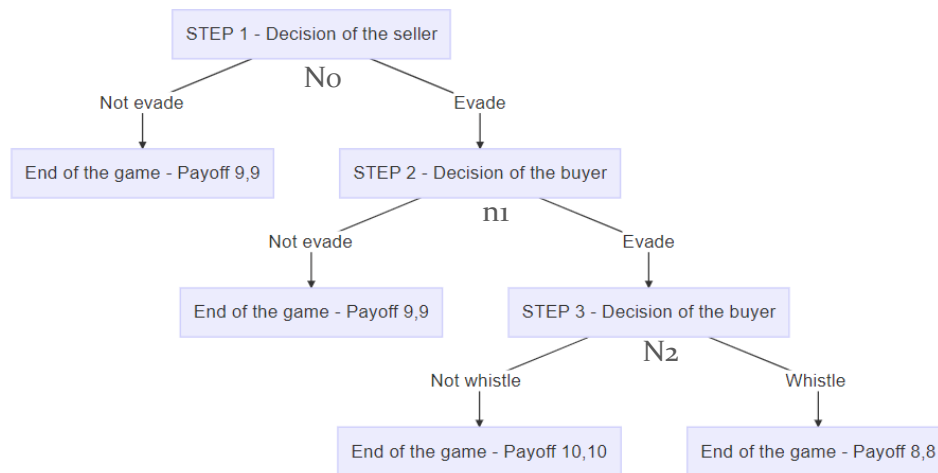 STEP 1 - Decision of the seller
No
Not evade
Evade
End of the game - Payoff 9,9
STEP 2 - Decision of the buyer
n1
Not evade
Evade
End of the game - Payoff 9,9
STEP 3 - Decision of the buyer
N2
Not whistle
Whistle
End of the game - Payoff 10,10
End of the game - Payoff 8,8